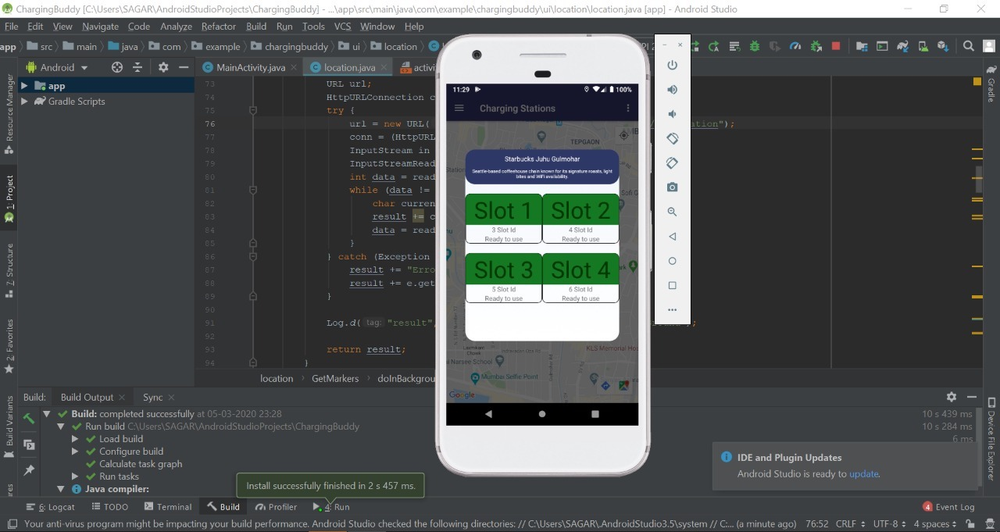 ChargingBuddy [C:\Users\SAGAR\AndroidStudioProjects\ChargingBuddy] - ...\app\src\main\java\com\example\chargingbuddy\ui\location\location.java [app] - Android Studio
File Edit View Navigate Code Analyze Refactor Build Run Tools VCS Window Help
app src main java com example chargingbuddy ui location
Android
MainActivity.java
location.java
activi
app
Gradle Scripts
Resource Manager
1: Project
7: Structure
2: Favorites
Build Variants
Gradle
Device File Explorer
73 URL url;
74 HttpURLConnection c
75 try {
76 url = new URL( ation");
77 conn = (HttpURL
78 InputStream in
79 InputStreamRead
80 int data = read
81 while (data !=
82 char curren
83 result += c
84 data = read
85 }
86 } catch (Exception
87 result += "Erro
88 result += e.get
89 }
91 Log.d( tag: "result",
92
93 return result;
94 }
location GetMarkers doInBackgrou
11:29 100%
Charging Stations
TEPGAON
Starbucks Juhu Gulmohar
Seattle-based coffeehouse chain known for its signature roasts, light
bites and WiFi availability.
Slot 1 Slot 2
3 Slot Id 4 Slot Id
Ready to use Ready to use
Slot 3 Slot 4
5 Slot Id 6 Slot Id
Ready to use Ready to use
KLS Memorial Hos
Narsee School
Mumbai Selfie Point
Google
Build: Build Output Sync
Build: completed successfully at 05-03-2020 23:28 10 s 439 ms
Run build C:\Users\SAGAR\AndroidStudioProjects\ChargingBuddy 10 s 284 ms
Load build 6 ms
Configure build
Calculate task graph
Run tasks
Java compiler:
IDE and Plugin Updates
Android Studio is ready to update.
Install successfully finished in 2 s 457 ms.
6: Logcat TODO Terminal Build Profiler 4: Run 4 Event Log
Your anti-virus program might be impacting your build performance. Android Studio checked the following directories: // C:\Users\SAGAR\.AndroidStudio3.5\system // C:... (a minute ago) 76:52 CRLF UTF-8 4 spaces